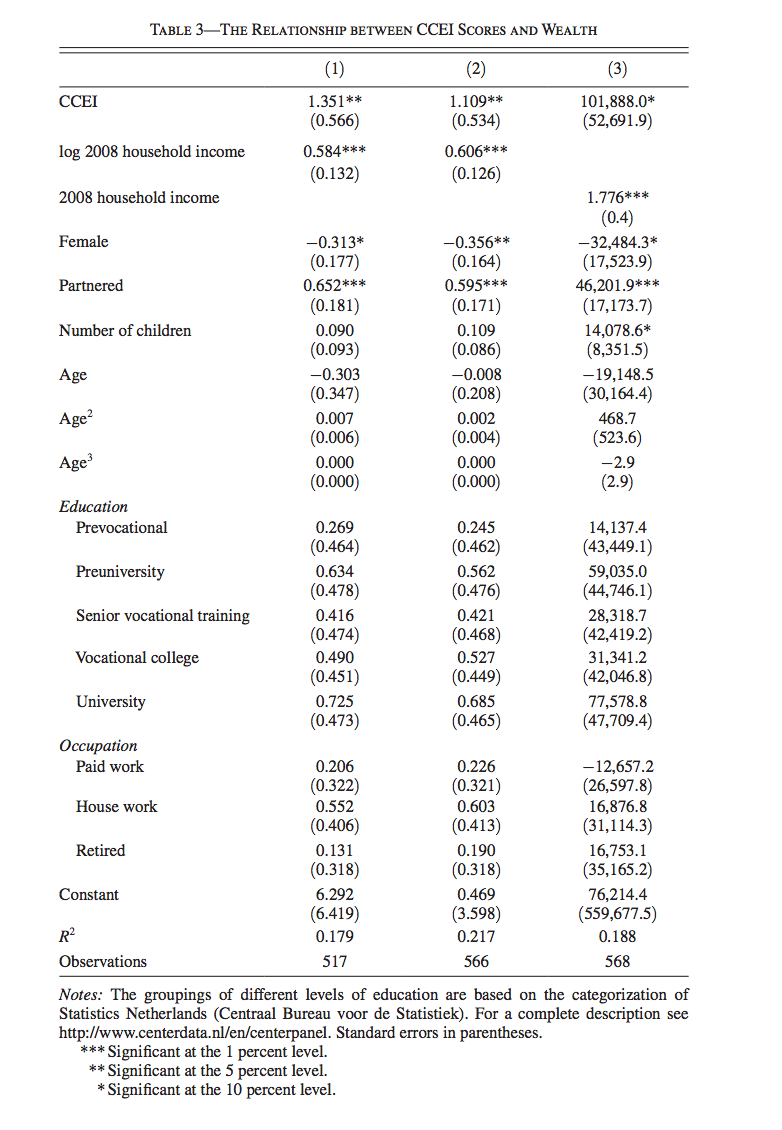 TABLE 3—THE RELATIONSHIP BETWEEN CCEI SCORES AND WEALTH
(1) (2) (3)
CCEI 1.351** 1.109** 101,888.0*
(0.566) (0.534) (52,691.9)
log 2008 household income 0.584*** 0.606***
(0.132) (0.126)
2008 household income 1.776***
(0.4)
Female −0.313* −0.356** −32,484.3*
(0.177) (0.164) (17,523.9)
Partnered 0.652*** 0.595*** 46,201.9***
(0.181) (0.171) (17,173.7)
Number of children 0.090 0.109 14,078.6*
(0.093) (0.086) (8,351.5)
Age −0.303 −0.008 −19,148.5
(0.347) (0.208) (30,164.4)
Age² 0.007 0.002 468.7
(0.006) (0.004) (523.6)
Age³ 0.000 0.000 −2.9
(0.000) (0.000) (2.9)
Education
Prevocational 0.269 0.245 14,137.4
(0.464) (0.462) (43,449.1)
Preuniversity 0.634 0.562 59,035.0
(0.478) (0.476) (44,746.1)
Senior vocational training 0.416 0.421 28,318.7
(0.474) (0.468) (42,419.2)
Vocational college 0.490 0.527 31,341.2
(0.451) (0.449) (42,046.8)
University 0.725 0.685 77,578.8
(0.473) (0.465) (47,709.4)
Occupation
Paid work 0.206 0.226 −12,657.2
(0.322) (0.321) (26,597.8)
House work 0.552 0.603 16,876.8
(0.406) (0.413) (31,114.3)
Retired 0.131 0.190 16,753.1
(0.318) (0.318) (35,165.2)
Constant 6.292 0.469 76,214.4
(6.419) (3.598) (559,677.5)
R² 0.179 0.217 0.188
Observations 517 566 568
Notes: The groupings of different levels of education are based on the categorization of
Statistics Netherlands (Centraal Bureau voor de Statistiek). For a complete description see
http://www.centerdata.nl/en/centerpanel. Standard errors in parentheses.
*** Significant at the 1 percent level.
** Significant at the 5 percent level.
* Significant at the 10 percent level.